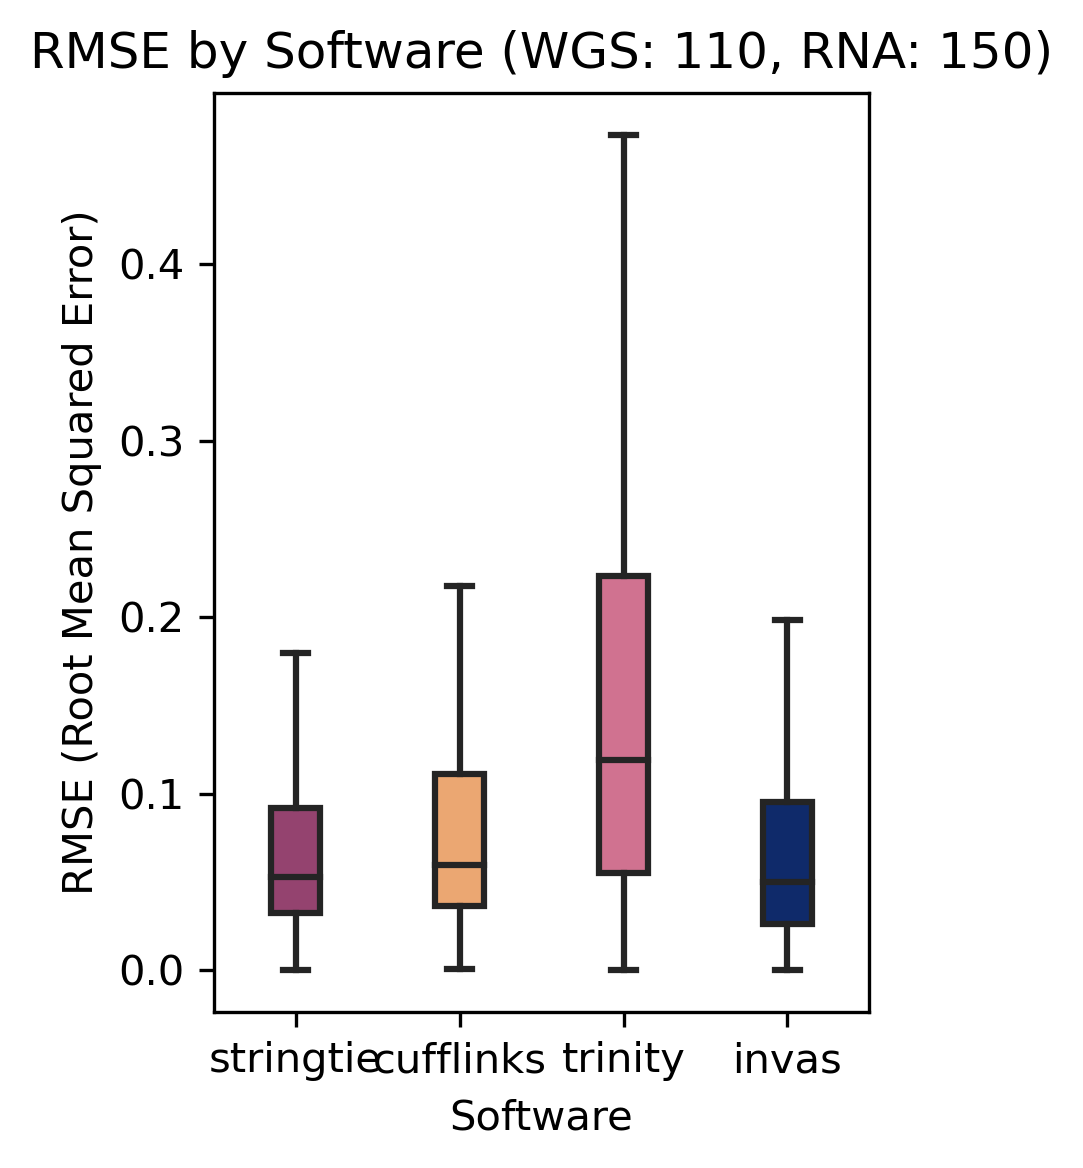 RMSE by Software (WGS: 110, RNA: 150)
RMSE (Root Mean Squared Error)
0.4
0.3
0.2
0.1
0.0
stringtie cufflinks trinity invas
Software